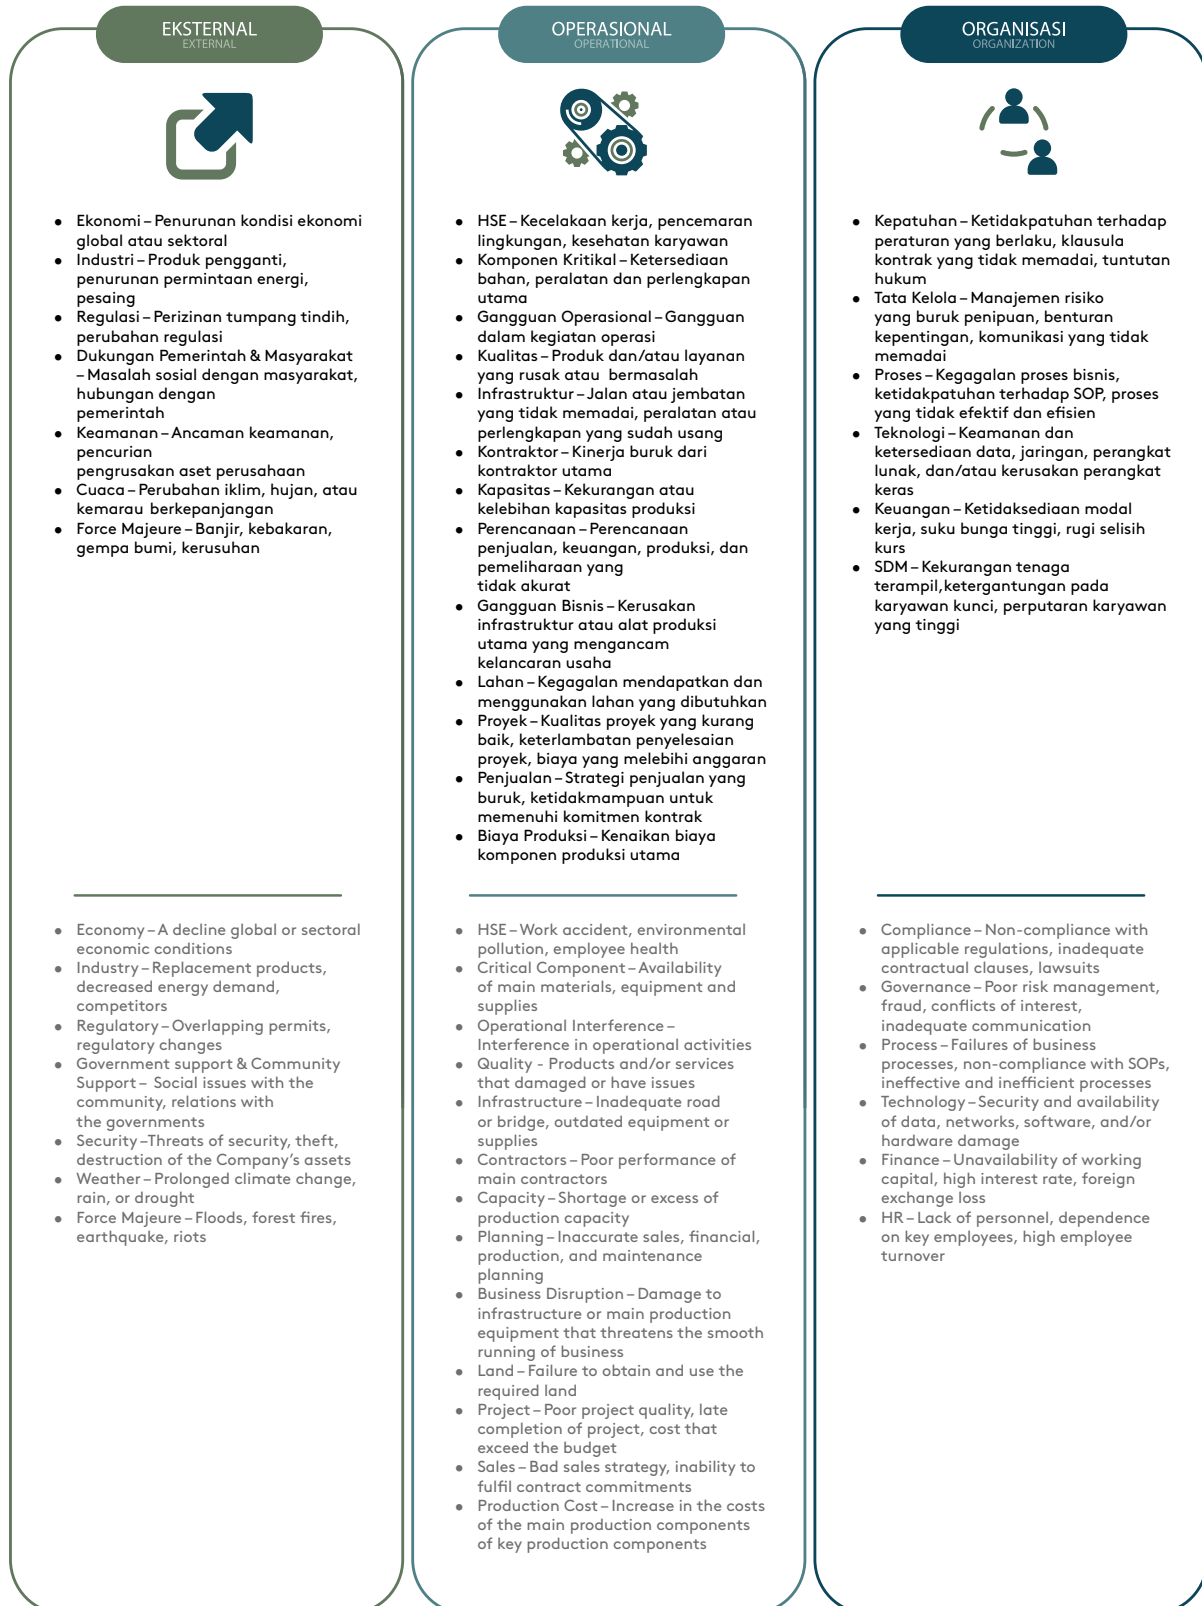 EKSTERNAL
EXTERNAL
● Ekonomi – Penurunan kondisi ekonomi
global atau sektoral
● Industri – Produk pengganti,
penurunan permintaan energi,
pesaing
● Regulasi – Perizinan tumpang tindih,
perubahan regulasi
● Dukungan Pemerintah & Masyarakat
– Masalah sosial dengan masyarakat,
hubungan dengan
pemerintah
● Keamanan – Ancaman keamanan,
pencurian
pengrusakan aset perusahaan
● Cuaca – Perubahan iklim, hujan, atau
kemarau berkepanjangan
● Force Majeure – Banjir, kebakaran,
gempa bumi, kerusuhan
● Economy – A decline global or sectoral
economic conditions
● Industry – Replacement products,
decreased energy demand,
competitors
● Regulatory – Overlapping permits,
regulatory changes
● Government support & Community
Support – Social issues with the
community, relations with
the governments
● Security –Threats of security, theft,
destruction of the Company's assets
● Weather – Prolonged climate change,
rain, or drought
● Force Majeure – Floods, forest fires,
earthquake, riots
OPERASIONAL
OPERATIONAL
● HSE – Kecelakaan kerja, pencemaran
lingkungan, kesehatan karyawan
● Komponen Kritikal – Ketersediaan
bahan, peralatan dan perlengkapan
utama
● Gangguan Operasional – Gangguan
dalam kegiatan operasi
● Kualitas – Produk dan/atau layanan
yang rusak atau bermasalah
● Infrastruktur – Jalan atau jembatan
yang tidak memadai, peralatan atau
perlengkapan yang sudah usang
● Kontraktor – Kinerja buruk dari
kontraktor utama
● Kapasitas – Kekurangan atau
kelebihan kapasitas produksi
● Perencanaan – Perencanaan
penjualan, keuangan, produksi, dan
pemeliharaan yang
tidak akurat
● Gangguan Bisnis – Kerusakan
infrastruktur atau alat produksi
utama yang mengancam
kelancaran usaha
● Lahan – Kegagalan mendapatkan dan
menggunakan lahan yang dibutuhkan
● Proyek – Kualitas proyek yang kurang
baik, keterlambatan penyelesaian
proyek, biaya yang melebihi anggaran
● Penjualan – Strategi penjualan yang
buruk, ketidakmampuan untuk
memenuhi komitmen kontrak
● Biaya Produksi – Kenaikan biaya
komponen produksi utama
● HSE – Work accident, environmental
pollution, employee health
● Critical Component – Availability
of main materials, equipment and
supplies
● Operational Interference –
Interference in operational activities
● Quality - Products and/or services
that damaged or have issues
● Infrastructure – Inadequate road
or bridge, outdated equipment or
supplies
● Contractors – Poor performance of
main contractors
● Capacity – Shortage or excess of
production capacity
● Planning – Inaccurate sales, financial,
production, and maintenance
planning
● Business Disruption – Damage to
infrastructure or main production
equipment that threatens the smooth
running of business
● Land – Failure to obtain and use the
required land
● Project – Poor project quality, late
completion of project, cost that
exceed the budget
● Sales – Bad sales strategy, inability to
fulfil contract commitments
● Production Cost – Increase in the costs
of the main production components
of key production components
ORGANISASI
ORGANIZATION
● Kepatuhan – Ketidakpatuhan terhadap
peraturan yang berlaku, klausula
kontrak yang tidak memadai, tuntutan
hukum
● Tata Kelola – Manajemen risiko
yang buruk penipuan, benturan
kepentingan, komunikasi yang tidak
memadai
● Proses – Kegagalan proses bisnis,
ketidakpatuhan terhadap SOP, proses
yang tidak efektif dan efisien
● Teknologi – Keamanan dan
ketersediaan data, jaringan, perangkat
lunak, dan/atau kerusakan perangkat
keras
● Keuangan – Ketidaksediaan modal
kerja, suku bunga tinggi, rugi selisih
kurs
● SDM – Kekurangan tenaga
terampil,ketergantungan pada
karyawan kunci, perputaran karyawan
yang tinggi
● Compliance – Non-compliance with
applicable regulations, inadequate
contractual clauses, lawsuits
● Governance – Poor risk management,
fraud, conflicts of interest,
inadequate communication
● Process – Failures of business
processes, non-compliance with SOPs,
ineffective and inefficient processes
● Technology – Security and availability
of data, networks, software, and/or
hardware damage
● Finance – Unavailability of working
capital, high interest rate, foreign
exchange loss
● HR – Lack of personnel, dependence
on key employees, high employee
turnover